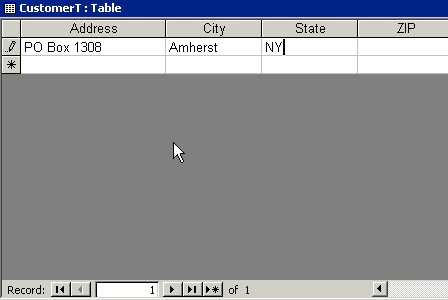 CustomerT : Table
Address City State ZIP
PO Box 1308 Amherst NY
Record: 1 of 1